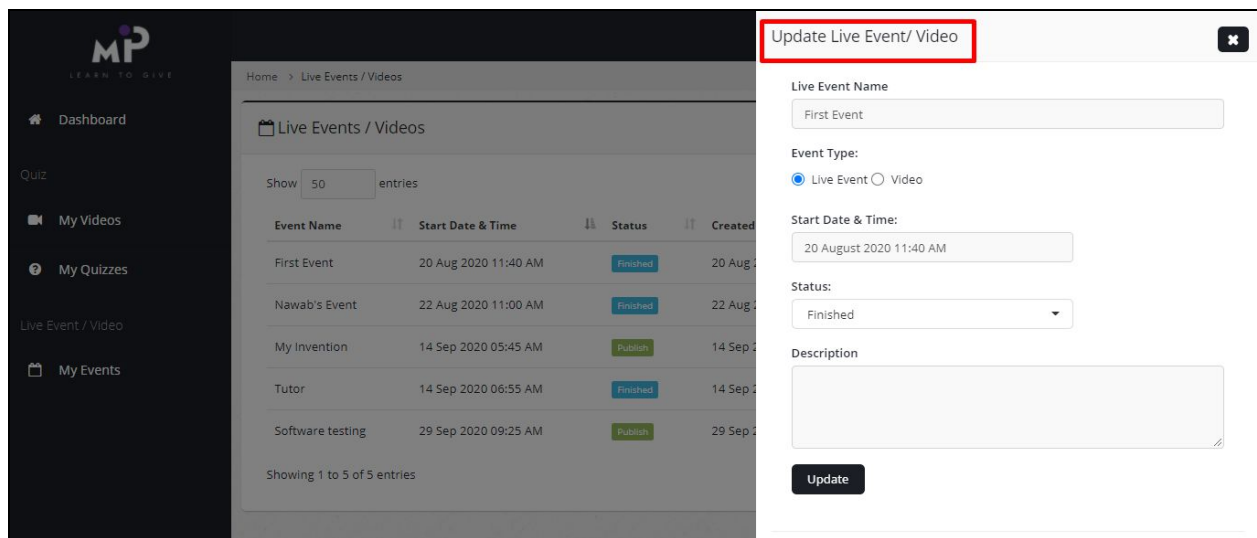 MIP
LEARN TO GIVE
Dashboard
Quiz
My Videos
My Quizzes
Live Event / Video
My Events
Home > Live Events / Videos
Live Events / Videos
Show 50 entries
Event Name Start Date & Time Status Created
First Event 20 Aug 2020 11:40 AM Finished 20 Aug
Nawab's Event 22 Aug 2020 11:00 AM Finished 22 Aug
My Invention 14 Sep 2020 05:45 AM Publish 14 Sep
Tutor 14 Sep 2020 06:55 AM Finished 14 Sep
Software testing 29 Sep 2020 09:25 AM Publish 29 Sep
Showing 1 to 5 of 5 entries
Update Live Event/ Video
Live Event Name
First Event
Event Type:
Live Event Video
Start Date & Time:
20 August 2020 11:40 AM
Status:
Finished
Description
Update